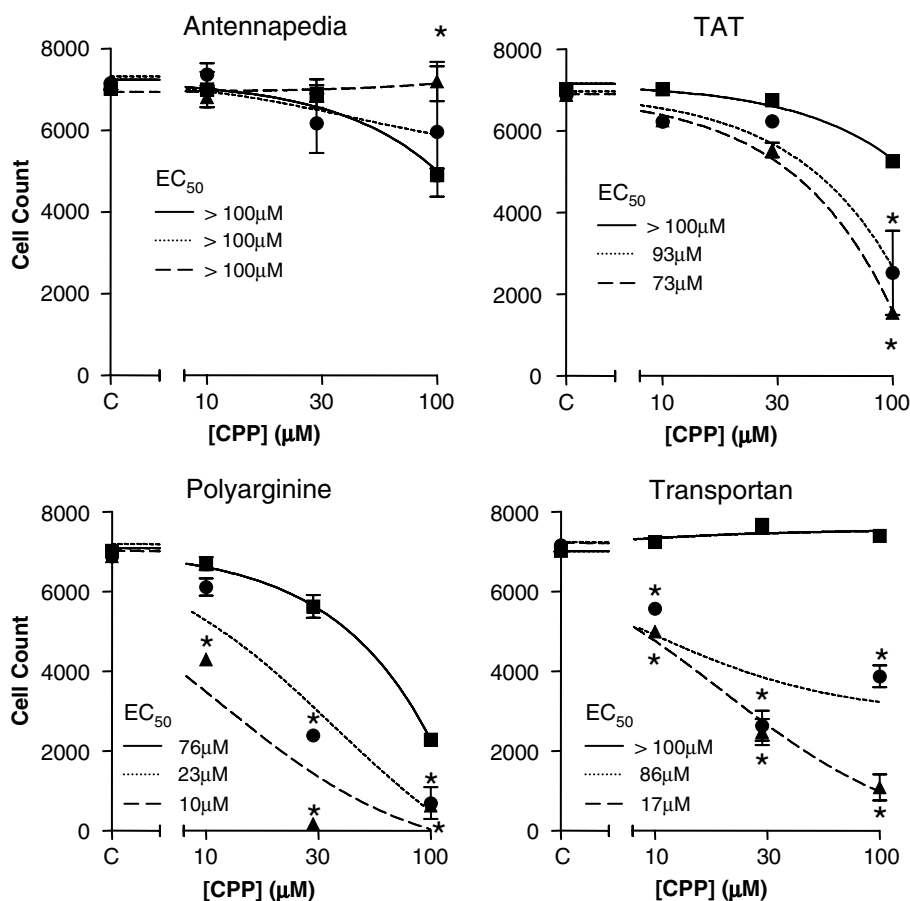 Antennapedia
*
8000
6000
4000
2000
0
Cell Count
EC50
> 100μM
> 100μM
> 100μM
C
10
30
100
[CPP] (μM)
TAT
8000
6000
4000
2000
0
EC50
> 100μM
93μM
73μM
*
*
C
10
30
100
[CPP] (μM)
Polyarginine
8000
6000
4000
2000
0
Cell Count
*
*
*
*
*
EC50
76μM
23μM
10μM
C
10
30
100
[CPP] (μM)
Transportan
8000
6000
4000
2000
0
*
*
*
*
*
*
EC50
> 100μM
86μM
17μM
C
10
30
100
[CPP] (μM)